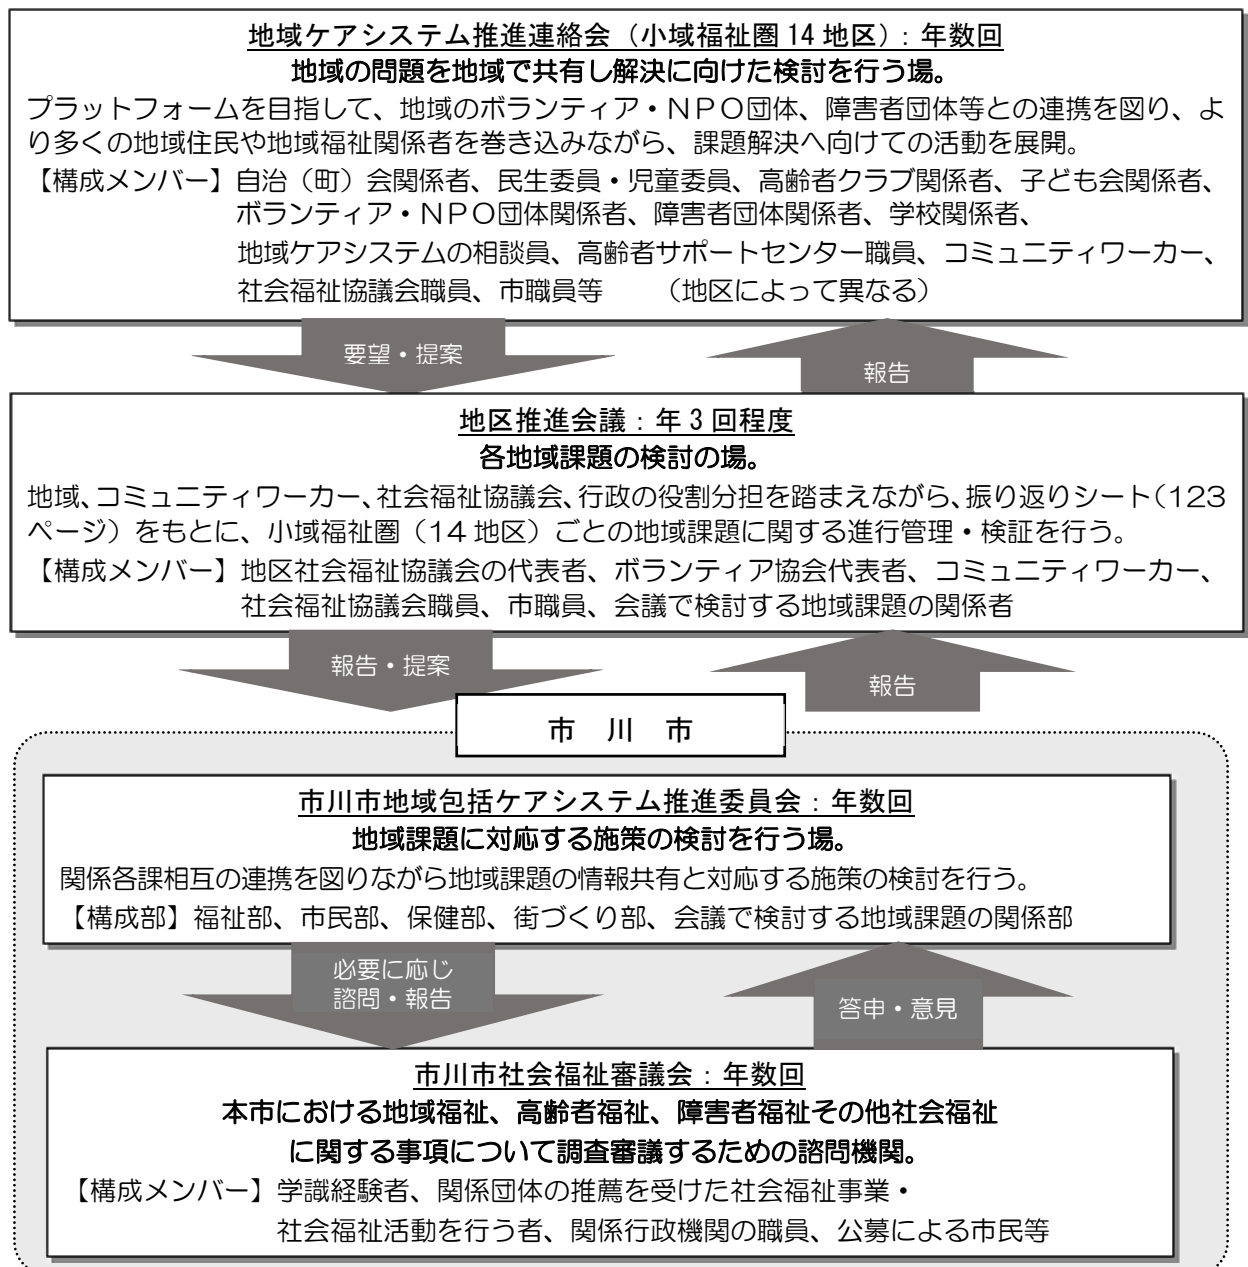 地域ケアシステム推進連絡会（小域福祉圏 14 地区）: 年数回
地域の問題を地域で共有し解決に向けた検討を行う場。
プラットフォームを目指して、地域のボランティア・ＮＰＯ団体、障害者団体等との連携を図り、よ
り多くの地域住民や地域福祉関係者を巻き込みながら、課題解決へ向けての活動を展開。
【構成メンバー】自治（町）会関係者、民生委員・児童委員、高齢者クラブ関係者、子ども会関係者、
ボランティア・ＮＰＯ団体関係者、障害者団体関係者、学校関係者、
地域ケアシステムの相談員、高齢者サポートセンター職員、コミュニティワーカー、
社会福祉協議会職員、市職員等　　（地区によって異なる）
要望・提案
報告
地区推進会議 : 年 3 回程度
各地域課題の検討の場。
地域、コミュニティワーカー、社会福祉協議会、行政の役割分担を踏まえながら、振り返りシート（123
ページ）をもとに、小域福祉圏（14 地区）ごとの地域課題に関する進行管理・検証を行う。
【構成メンバー】地区社会福祉協議会の代表者、ボランティア協会代表者、コミュニティワーカー、
社会福祉協議会職員、市職員、会議で検討する地域課題の関係者
報告・提案
報告
市　川　市
市川市地域包括ケアシステム推進委員会 : 年数回
地域課題に対応する施策の検討を行う場。
関係各課相互の連携を図りながら地域課題の情報共有と対応する施策の検討を行う。
【構成部】福祉部、市民部、保健部、街づくり部、会議で検討する地域課題の関係部
必要に応じ
諮問・報告
答申・意見
市川市社会福祉審議会 : 年数回
本市における地域福祉、高齢者福祉、障害者福祉その他社会福祉
に関する事項について調査審議するための諮問機関。
【構成メンバー】学識経験者、関係団体の推薦を受けた社会福祉事業・
社会福祉活動を行う者、関係行政機関の職員、公募による市民等